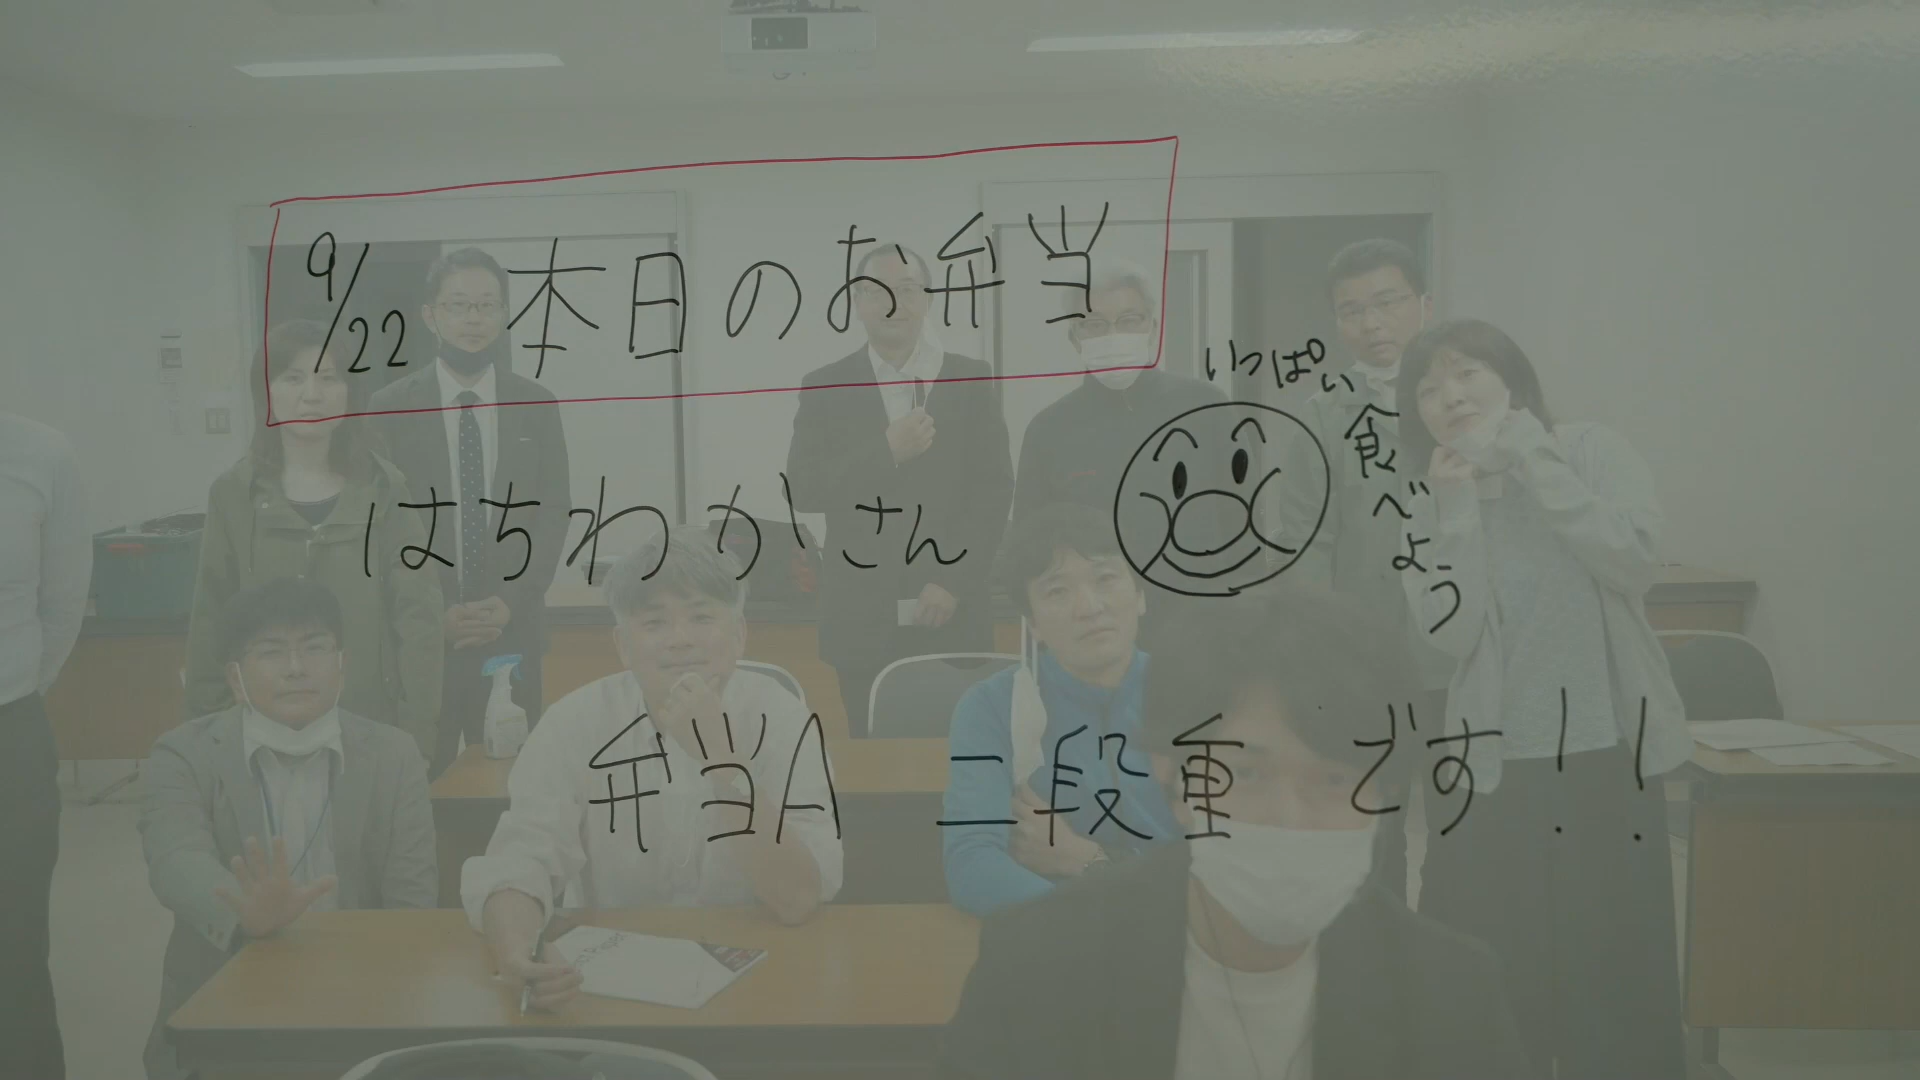 9/22 本日のお弁当
はちわかさん
いっぱい
食べよう
弁当A 二段重です!!